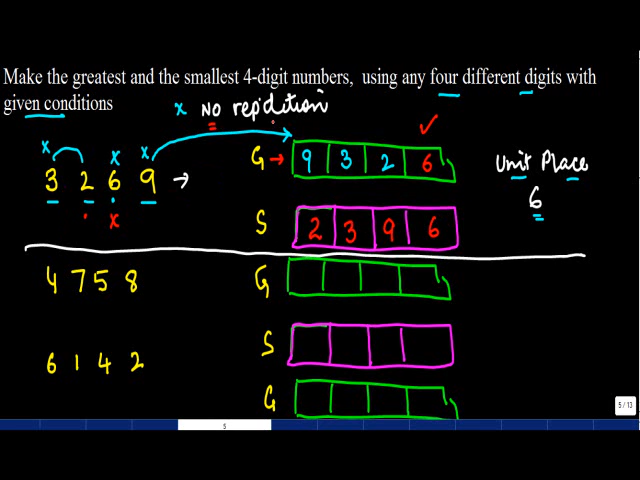 Make the greatest and the smallest 4-digit numbers, using any four different digits with
given conditions
x No rep'dition
x x x
3 2 6 9 → G → 9 3 2 6 ✓ Unit Place
x 6
S 2 3 9 6
4 7 5 8 G
S
6 1 4 2
G
5
5 / 13